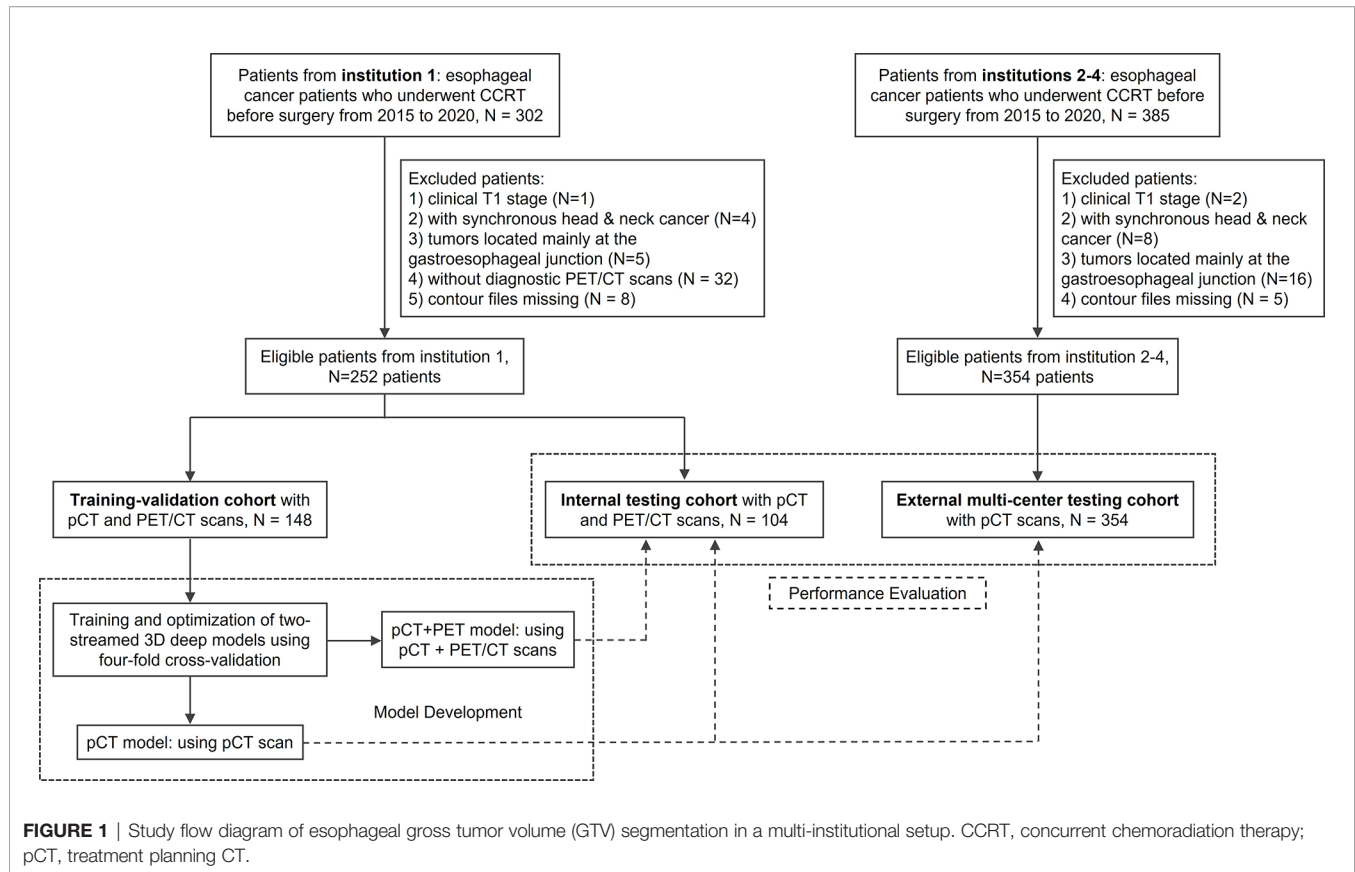 Patients from institution 1: esophageal
cancer patients who underwent CCRT
before surgery from 2015 to 2020, N = 302
Patients from institutions 2-4: esophageal
cancer patients who underwent CCRT before
surgery from 2015 to 2020, N = 385
Excluded patients:
1) clinical T1 stage (N=1)
2) with synchronous head & neck cancer (N=4)
3) tumors located mainly at the
gastroesophageal junction (N=5)
4) without diagnostic PET/CT scans (N = 32)
5) contour files missing (N = 8)
Excluded patients:
1) clinical T1 stage (N=2)
2) with synchronous head & neck
cancer (N=8)
3) tumors located mainly at the
gastroesophageal junction (N=16)
4) contour files missing (N = 5)
Eligible patients from institution 1,
N=252 patients
Eligible patients from institution 2-4,
N=354 patients
Training-validation cohort with
pCT and PET/CT scans, N = 148
Internal testing cohort with pCT
and PET/CT scans, N = 104
External multi-center testing cohort
with pCT scans, N = 354
Performance Evaluation
Training and optimization of two-
streamed 3D deep models using
four-fold cross-validation
pCT+PET model: using
pCT + PET/CT scans
Model Development
pCT model: using pCT scan
FIGURE 1 | Study flow diagram of esophageal gross tumor volume (GTV) segmentation in a multi-institutional setup. CCRT, concurrent chemoradiation therapy;
pCT, treatment planning CT.